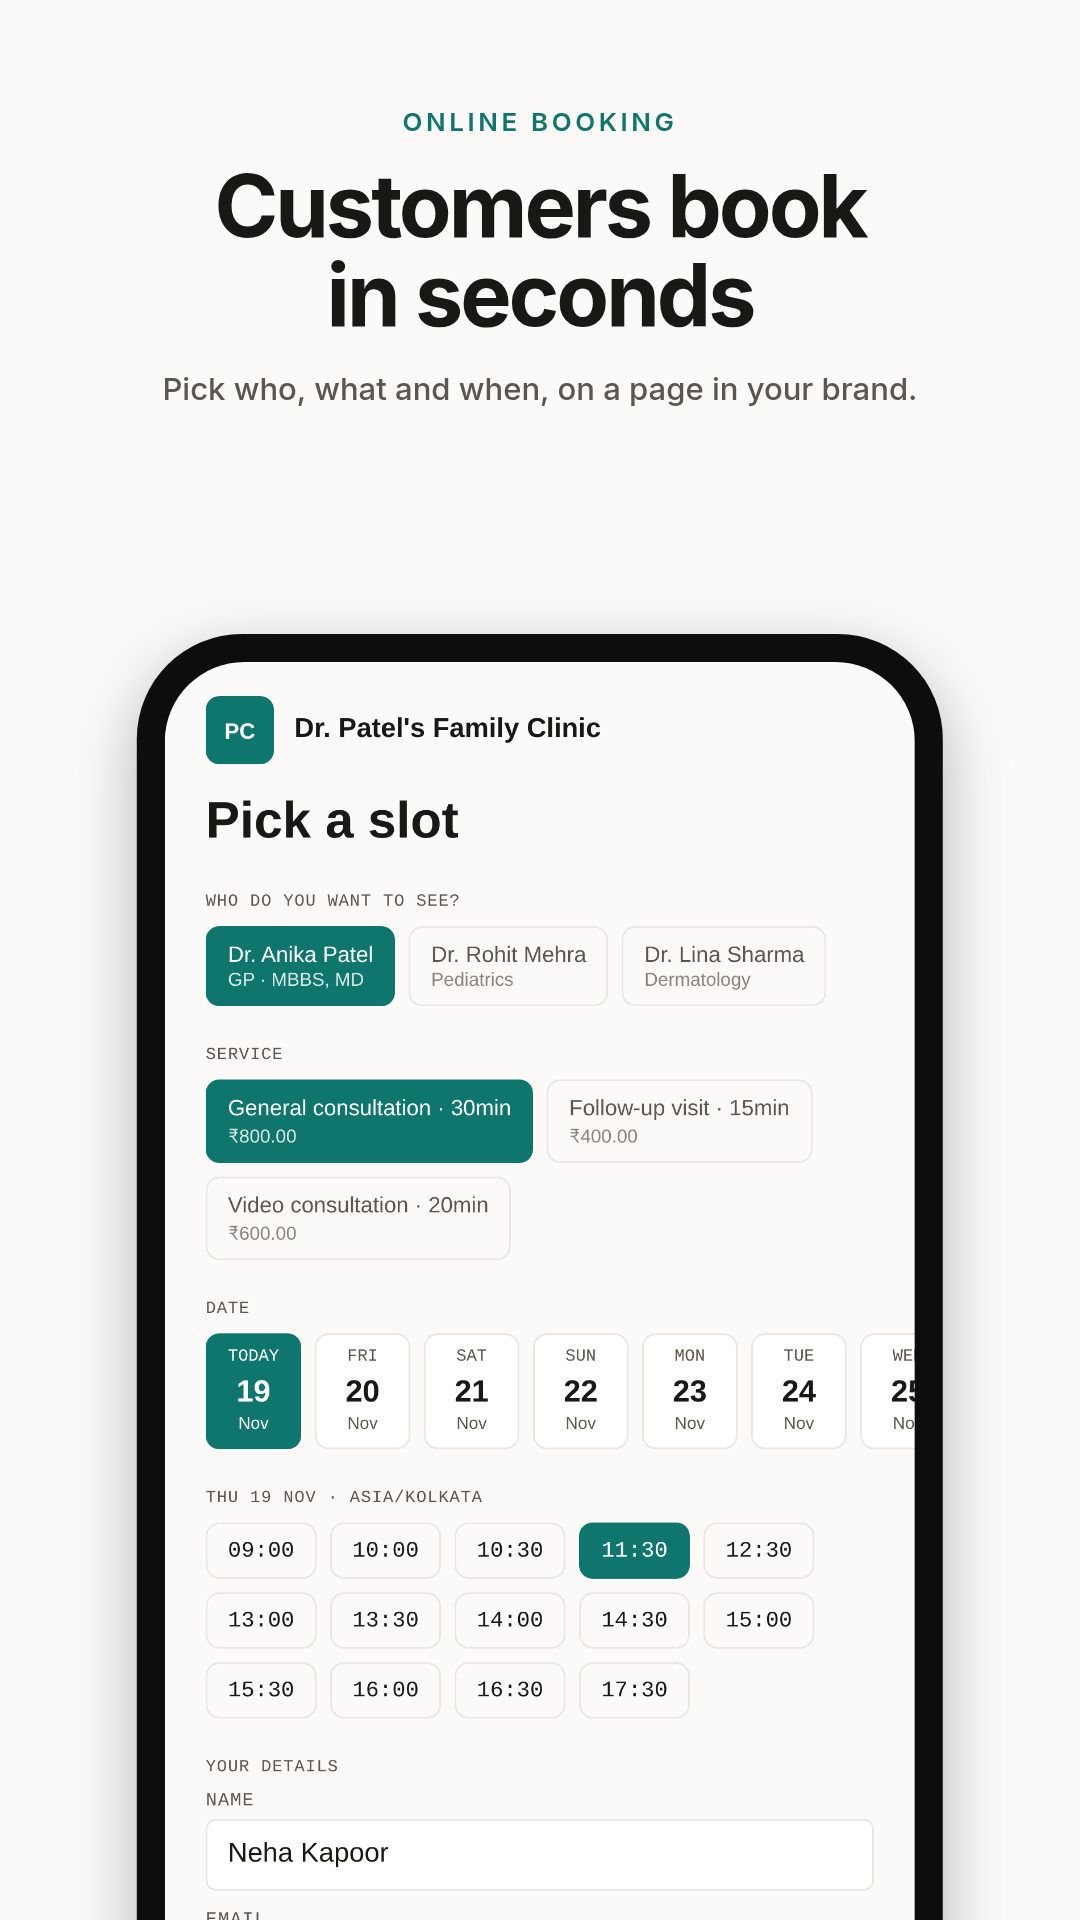 ONLINE BOOKING
Customers book
in seconds
Pick who, what and when, on a page in your brand.
PC
Dr. Patel's Family Clinic
Pick a slot
WHO DO YOU WANT TO SEE?
Dr. Anika Patel
GP · MBBS, MD
Dr. Rohit Mehra
Pediatrics
Dr. Lina Sharma
Dermatology
SERVICE
General consultation · 30min
₹800.00
Follow-up visit · 15min
₹400.00
Video consultation · 20min
₹600.00
DATE
TODAY
19
Nov
FRI
20
Nov
SAT
21
Nov
SUN
22
Nov
MON
23
Nov
TUE
24
Nov
WE
25
No
THU 19 NOV · ASIA/KOLKATA
09:00 10:00 10:30 11:30 12:30
13:00 13:30 14:00 14:30 15:00
15:30 16:00 16:30 17:30
YOUR DETAILS
NAME
Neha Kapoor
EMAIL